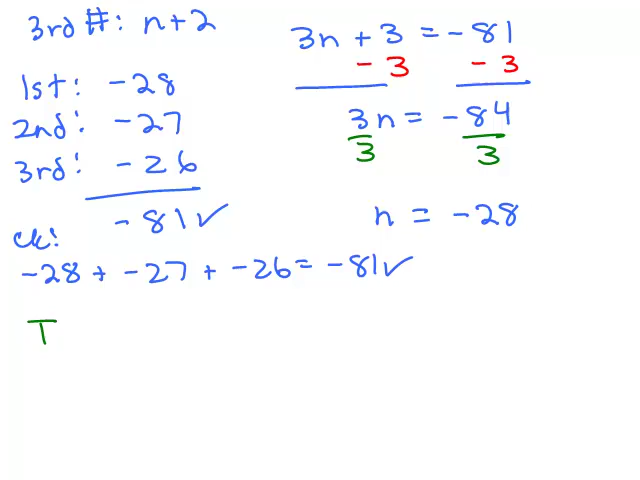 3rd #: n+2
1st: -28
2nd: -27
3rd: -26
-81✓
ck:
-28 + -27 + -26 = -81✓
T
3n + 3 = -81
- 3 - 3
3n = -84
3 3
n = -28